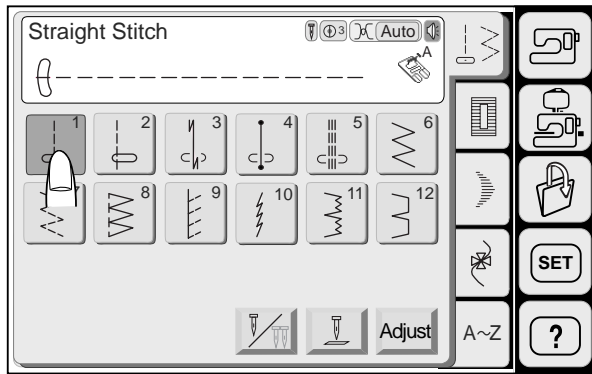 Straight Stitch 3 Auto
A
1 2 3 4 5 6
7 8 9 10 11 12
SET
Adjust A~Z ?